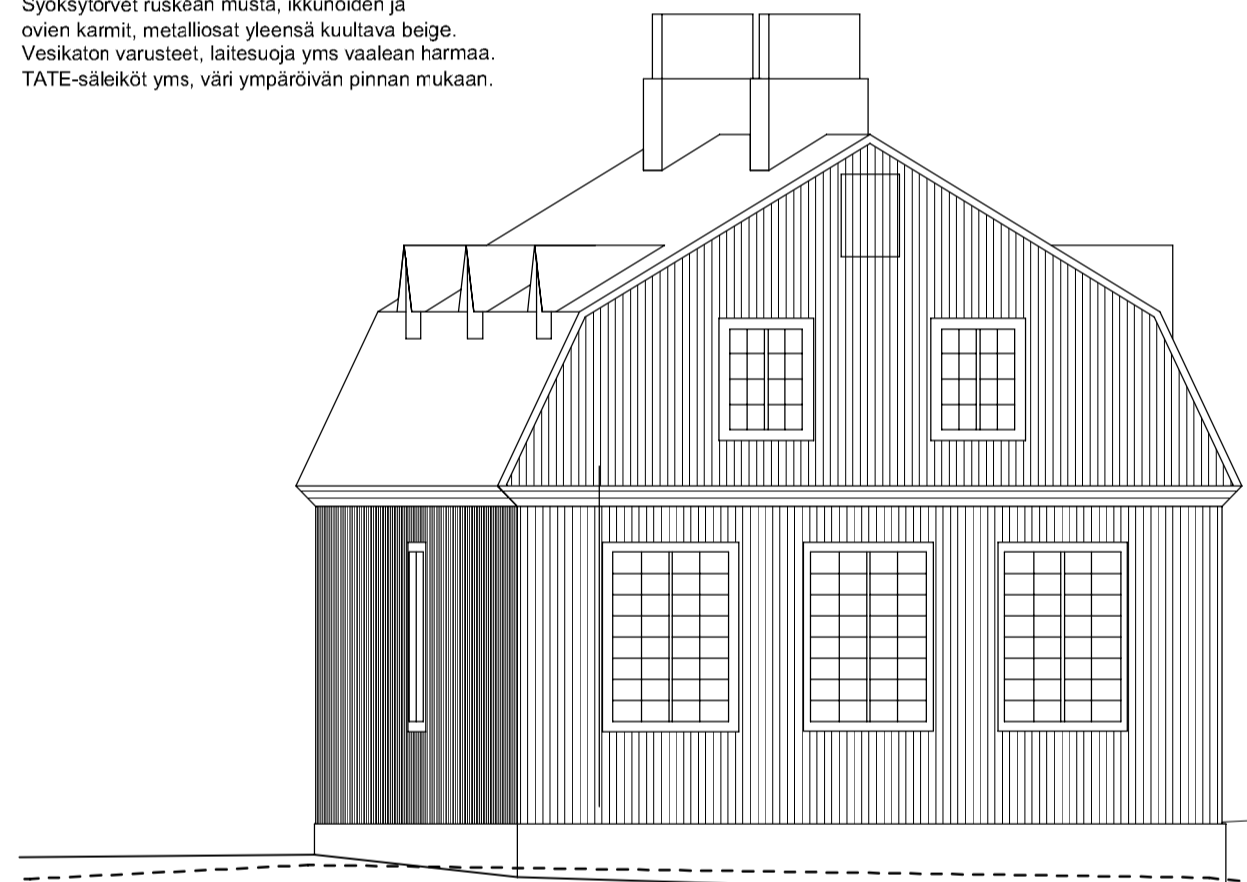 Syöksytorvet ruskean musta, ikkunoiden ja
ovien karmit, metalliosat yleensä kuultava beige.
Vesikaton varusteet, laitesuoja yms vaalean harmaa.
TATE-säleiköt yms, väri ympäröivän pinnan mukaan.